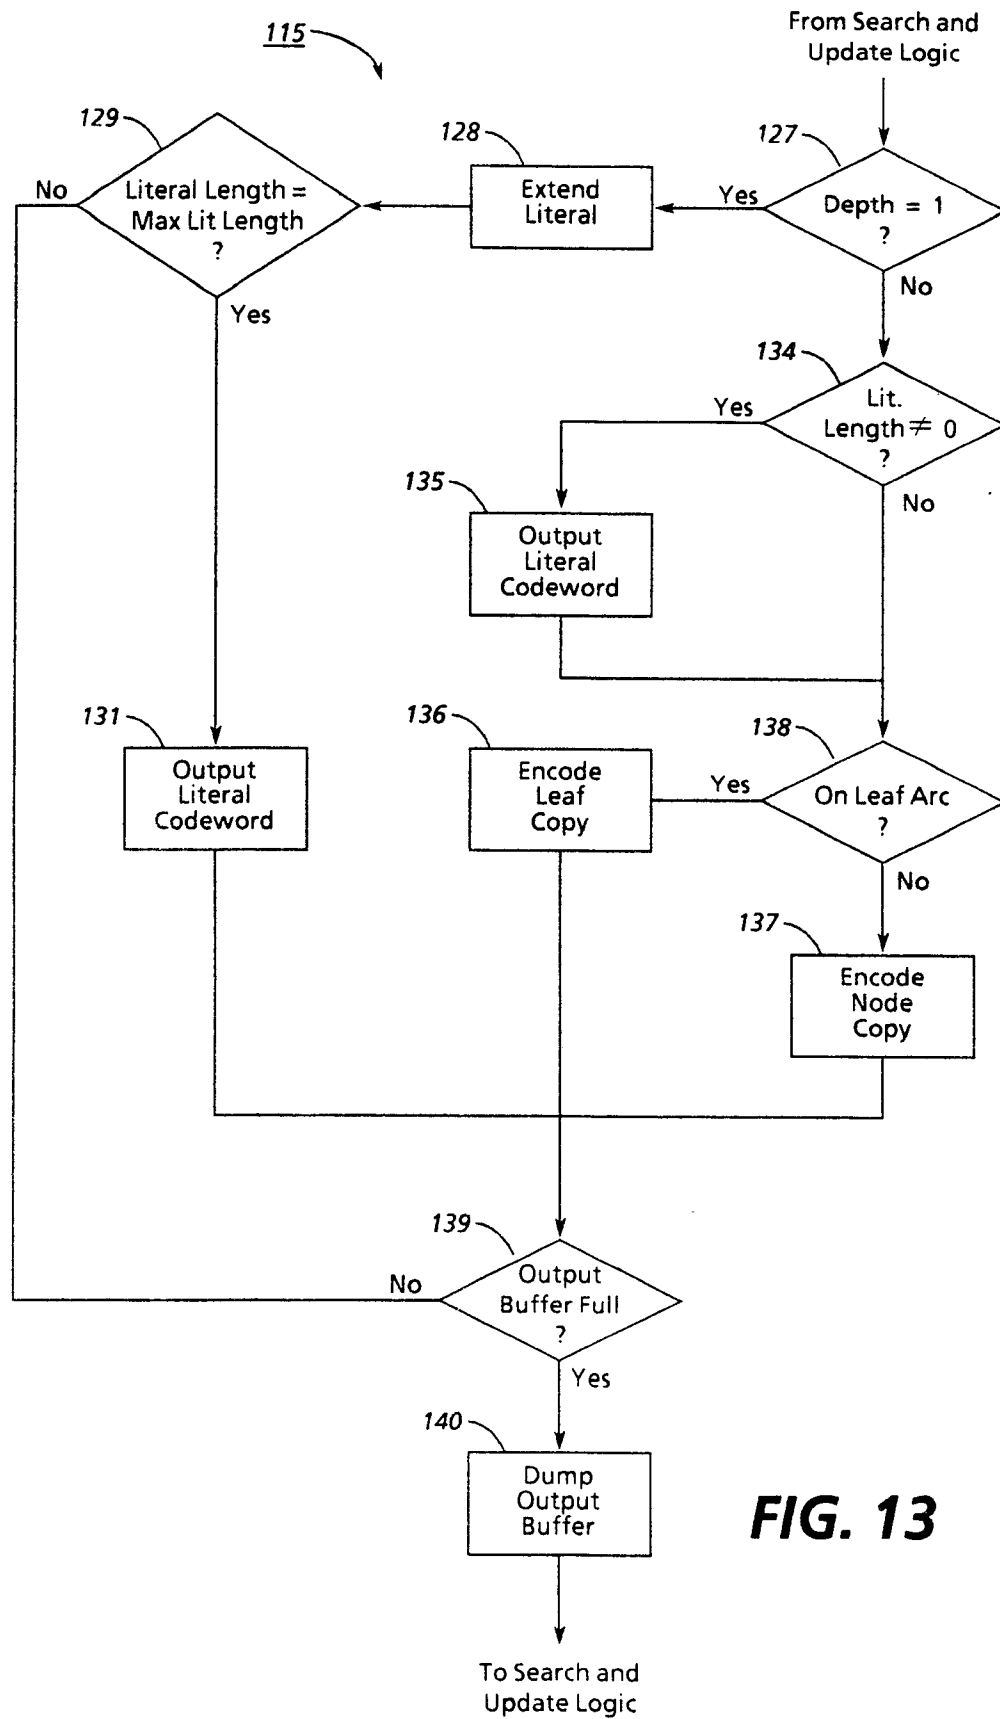 115
From Search and
Update Logic
129
128
127
No
Literal Length =
Max Lit Length
?
Extend
Literal
Yes
Depth = 1
?
Yes
No
134
Yes
Lit.
Length ≠ 0
?
135
No
Output
Literal
Codeword
131
136
138
Output
Literal
Codeword
Encode
Leaf
Copy
Yes
On Leaf Arc
?
No
137
Encode
Node
Copy
139
No
Output
Buffer Full
?
Yes
140
Dump
Output
Buffer
FIG. 13
To Search and
Update Logic